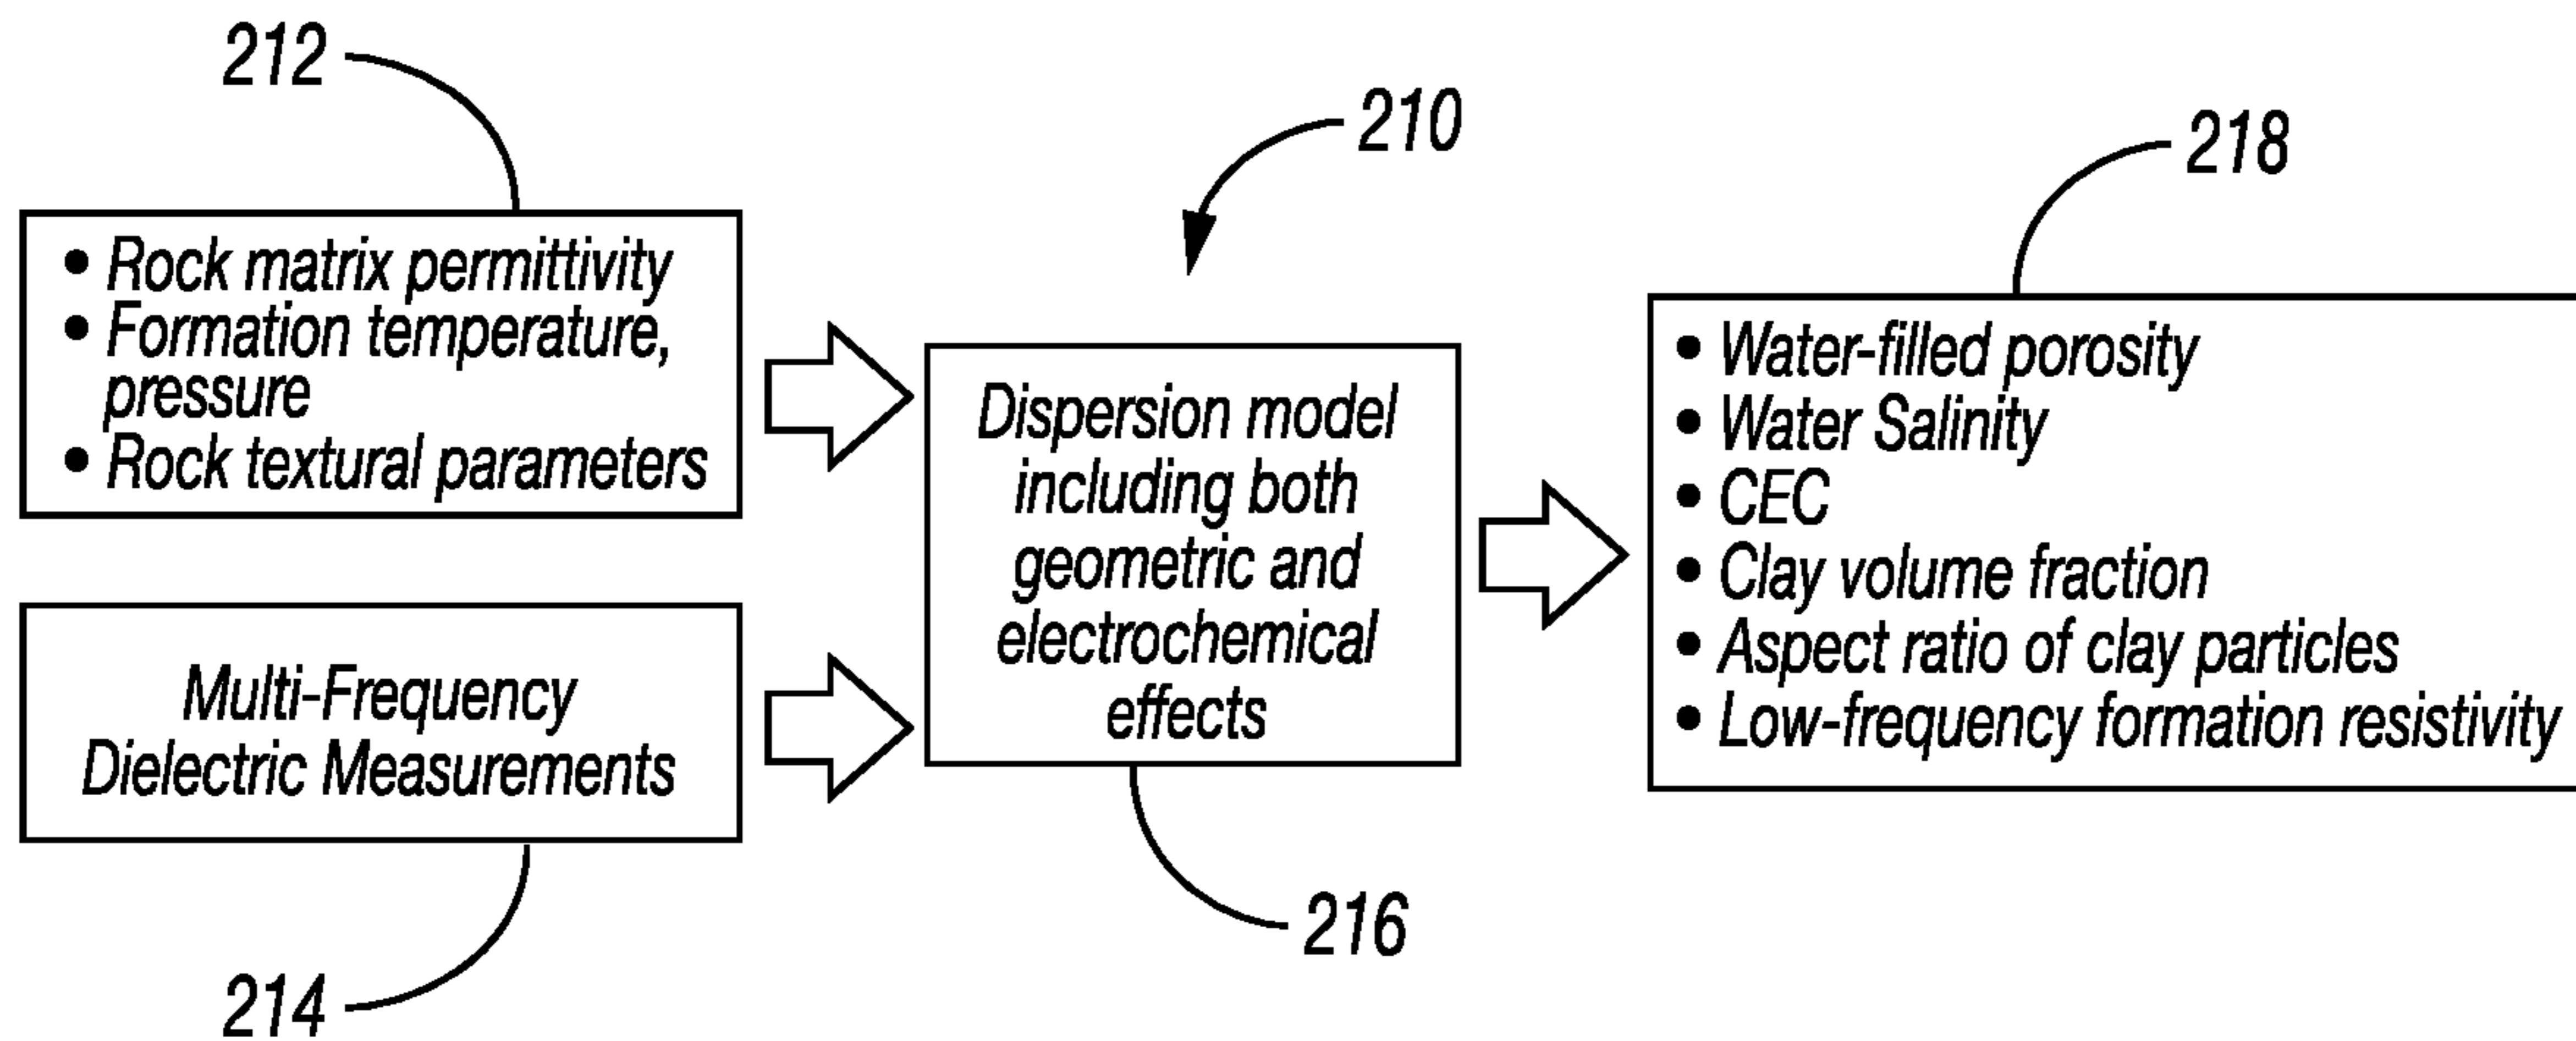 212
210
218
• Rock matrix permittivity
• Formation temperature,
pressure
• Rock textural parameters
Multi-Frequency
Dielectric Measurements
214
Dispersion model
including both
geometric and
electrochemical
effects
216
• Water-filled porosity
• Water Salinity
• CEC
• Clay volume fraction
• Aspect ratio of clay particles
• Low-frequency formation resistivity